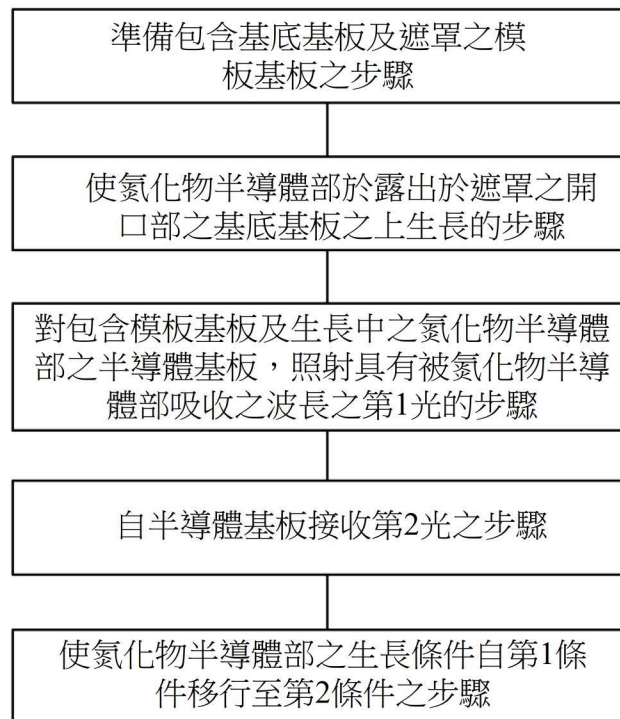 準備包含基底基板及遮罩之模
板基板之步驟
使氮化物半導體部於露出於遮罩之開
口部之基底基板之上生長的步驟
對包含模板基板及生長中之氮化物半導體
部之半導體基板，照射具有被氮化物半導
體部吸收之波長之第1光的步驟
自半導體基板接收第2光之步驟
使氮化物半導體部之生長條件自第1條
件移行至第2條件之步驟